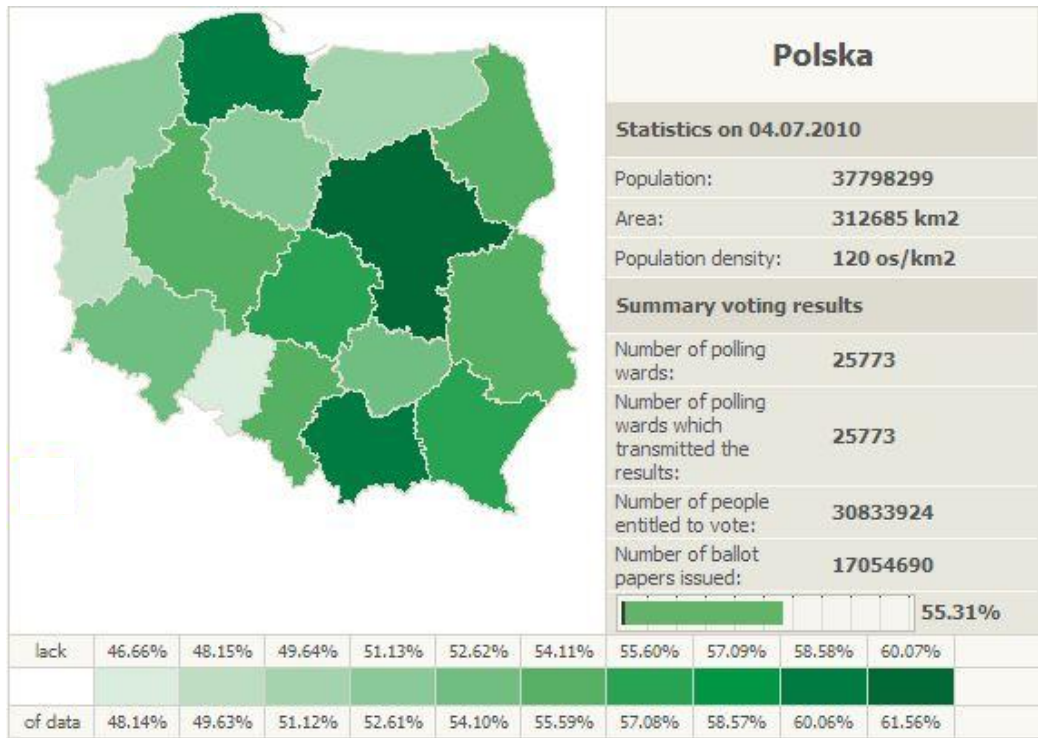 Polska
Statistics on 04.07.2010
Population: 37798299
Area: 312685 km2
Population density: 120 os/km2
Summary voting results
Number of polling
wards: 25773
Number of polling
wards which
transmitted the
results: 25773
Number of people
entitled to vote: 30833924
Number of ballot
papers issued: 17054690
55.31%
lack 46.66% 48.15% 49.64% 51.13% 52.62% 54.11% 55.60% 57.09% 58.58% 60.07%
of data 48.14% 49.63% 51.12% 52.61% 54.10% 55.59% 57.08% 58.57% 60.06% 61.56%